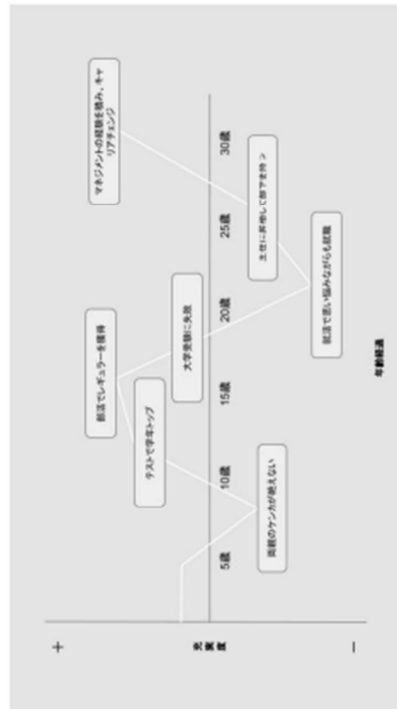 +
マネジメントの経験を積み、キャ
リアチェンジ
部活でレギュラーを獲得
テストで学年トップ
大学受験に失敗
充実度
5歳
10歳
15歳
20歳
25歳
30歳
主任に昇格して部下を持つ
両親のケンカが絶えない
就活で思い悩みながらも就職
−
年齢経過